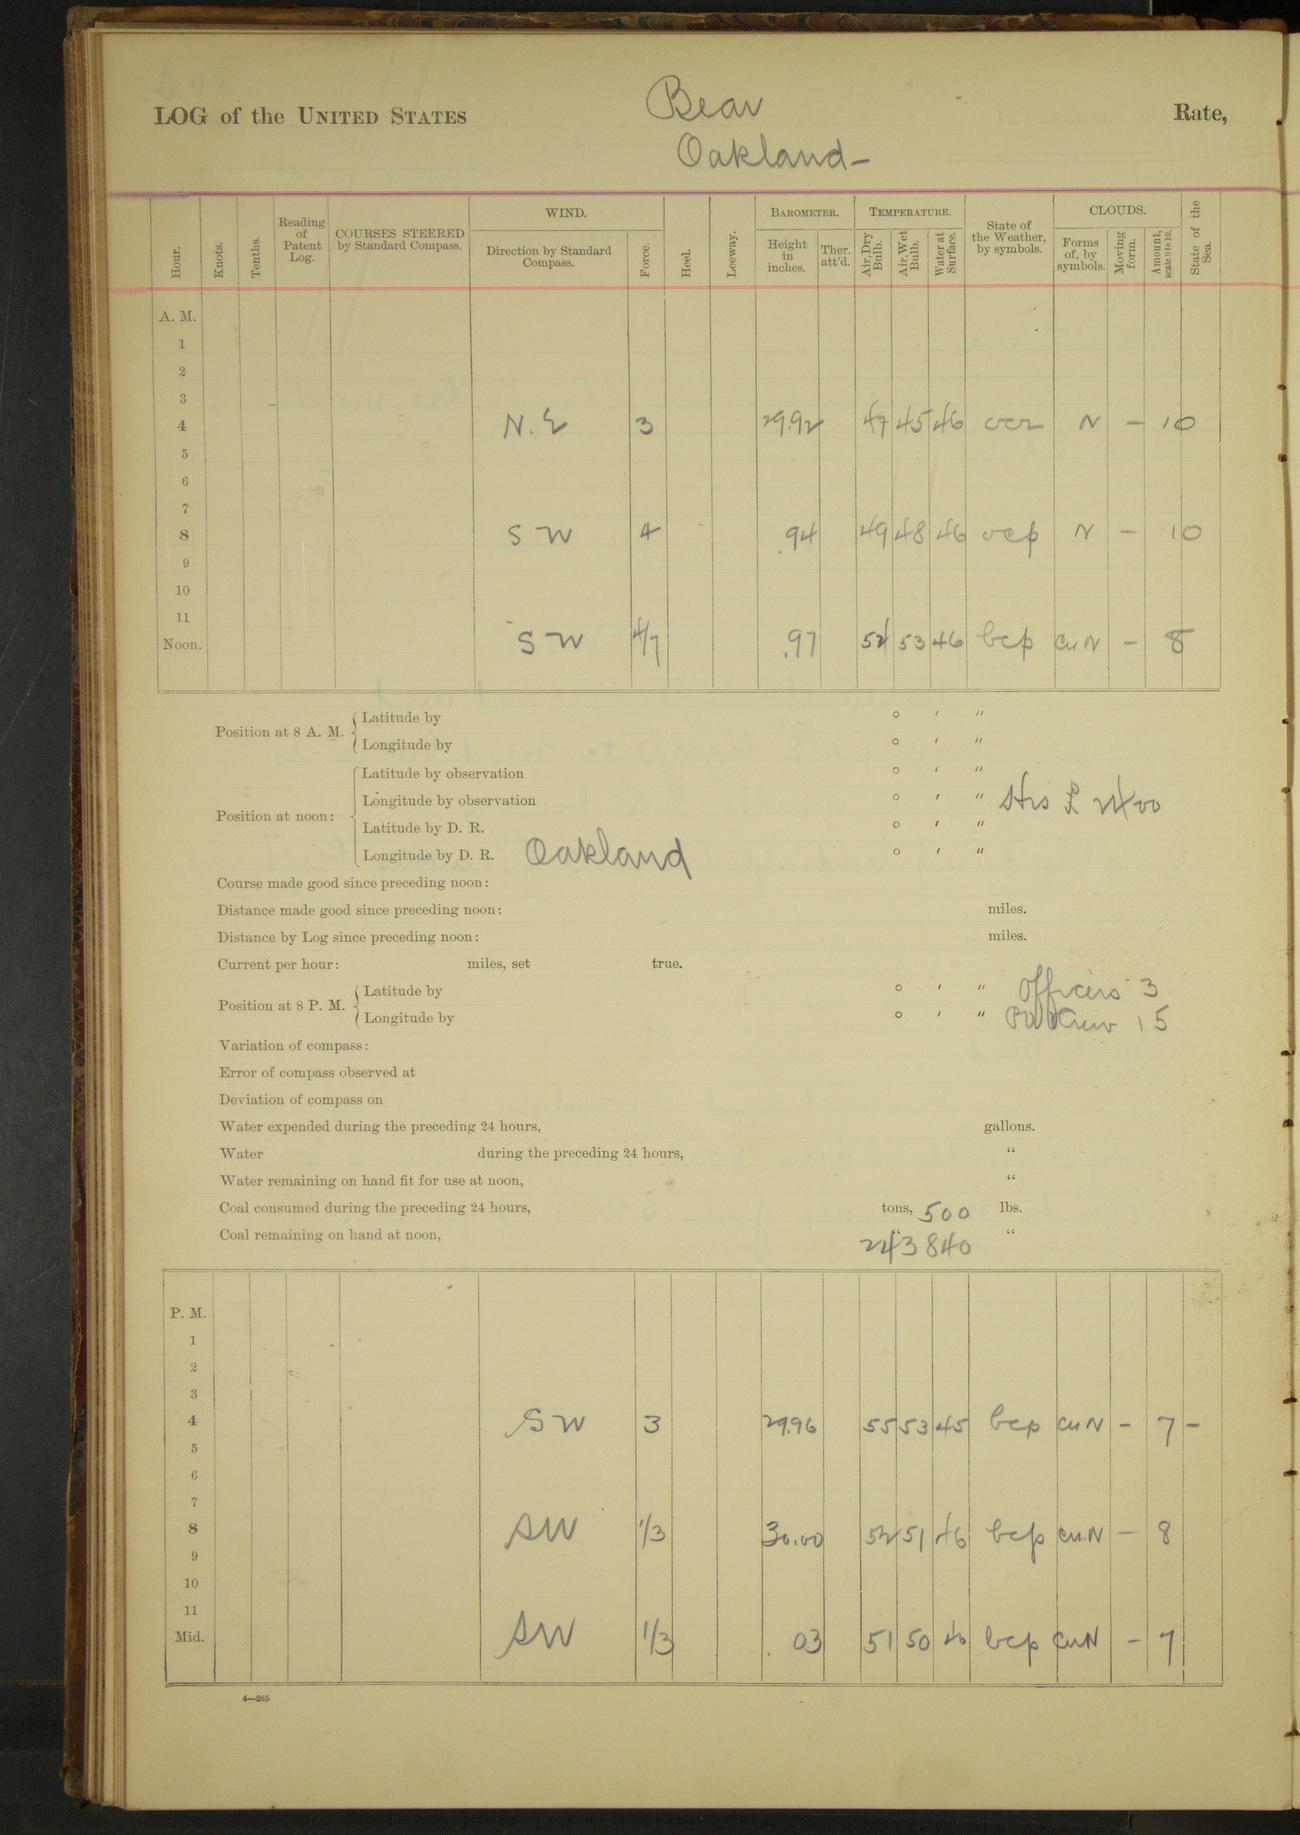 LOG of the UNITED STATES Bear Rate,
Oakland-
Hour. Knots. Tenths. Reading of Patent Log. COURSES STEERED by Standard Compass. WIND. Direction by Standard Compass. Force. Heel. Leeway. BAROMETER. Height in inches. Ther. att'd. TEMPERATURE. Air, Dry Bulb. Air, Wet Bulb. Water at Surface. State of the Weather, by symbols. CLOUDS. Forms of, by symbols. Moving form. Amount, scale 0 to 10. State of the Sea.
A. M.
1
2
3
4 N. E 3 29.92 47 45 46 ocr N - 10
5
6
7
8 SW 4 .94 49 48 46 ocp N - 10
9
10
11
Noon. SW 4/7 .97 54 53 46 bcp CuN - 8
Position at 8 A. M. Latitude by ° ′ ″
Longitude by ° ′ ″
Position at noon: Latitude by observation ° ′ ″
Longitude by observation ° ′ ″
Latitude by D. R. ° ′ ″
Longitude by D. R. Oakland ° ′ ″
Course made good since preceding noon:
Distance made good since preceding noon: miles.
Distance by Log since preceding noon: miles.
Current per hour: miles, set true.
Position at 8 P. M. Latitude by ° ′ ″ Officers 3
Longitude by ° ′ ″ Crew 15
Variation of compass:
Error of compass observed at
Deviation of compass on
Water expended during the preceding 24 hours, gallons.
Water during the preceding 24 hours, “
Water remaining on hand fit for use at noon, “
Coal consumed during the preceding 24 hours, tons, 500 lbs.
Coal remaining on hand at noon, “ 243840 “
P. M.
1
2
3
4 SW 3 29.96 55 53 45 bcp CuN - 7 -
5
6
7
8 SW 1/3 30.00 52 51 46 bcp CuN - 8
9
10
11
Mid. SW 1/3 . 03 51 50 46 bcp CuN - 7
4—265